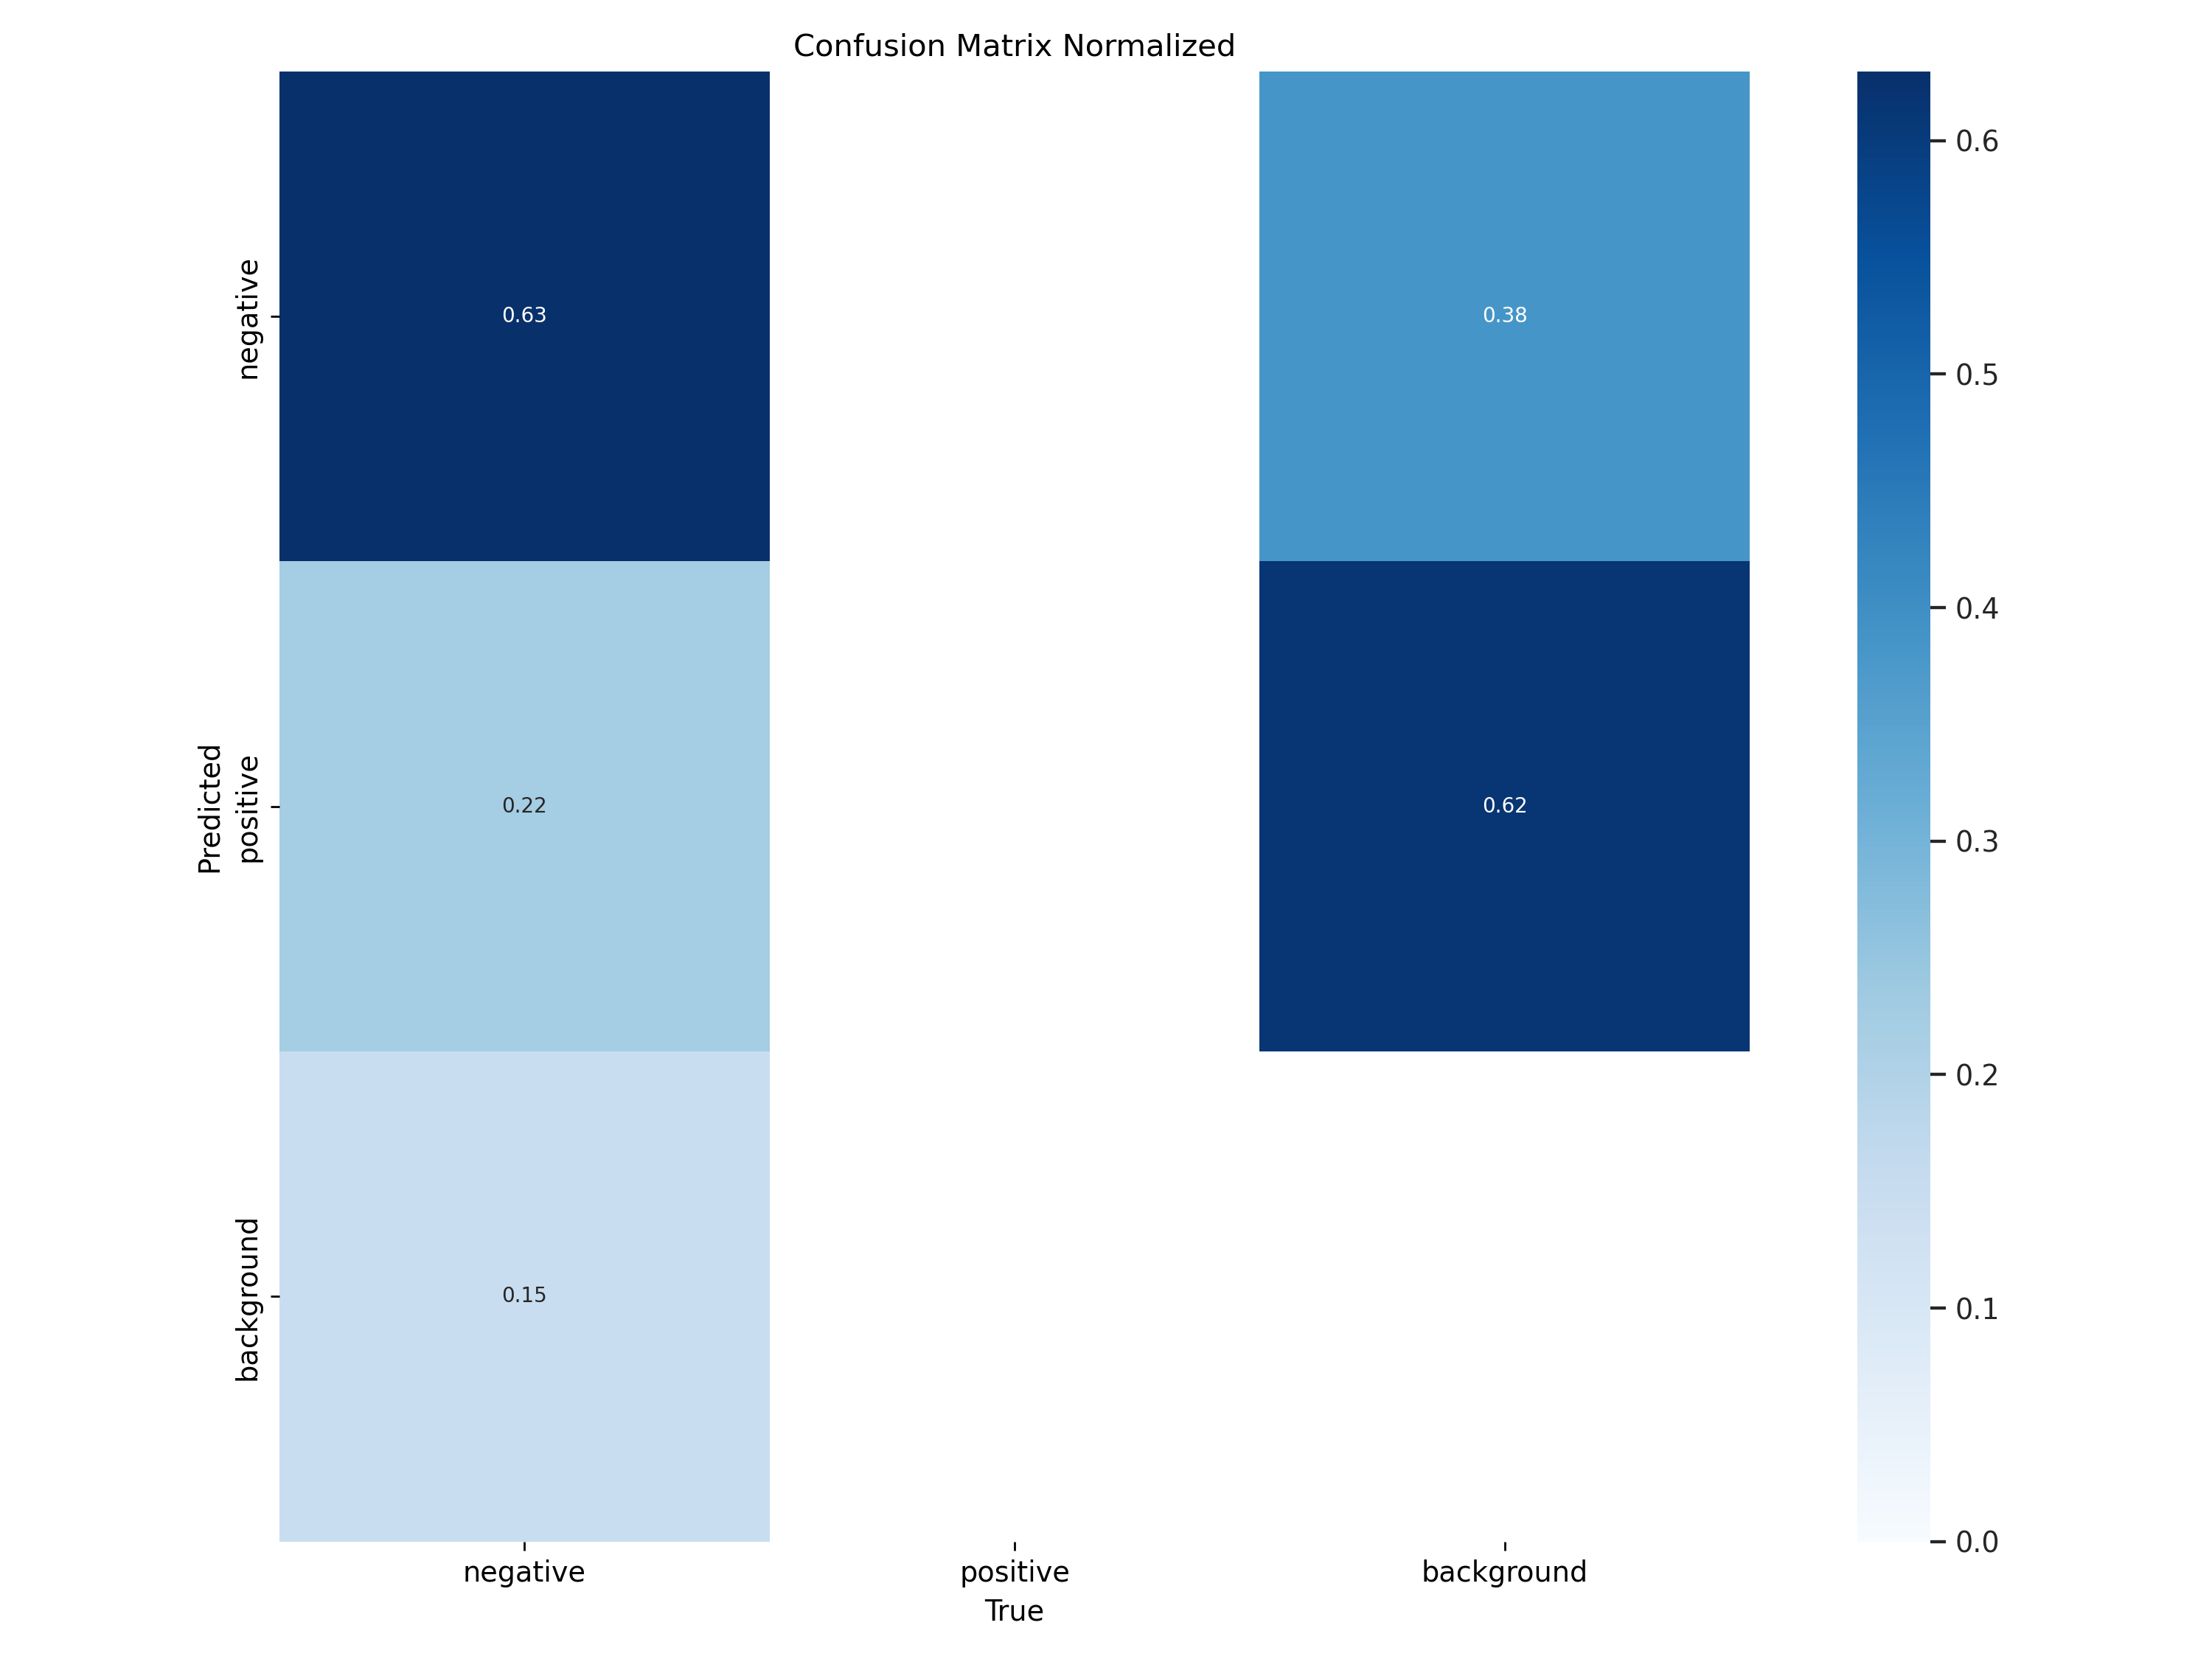 Confusion Matrix Normalized
negative
0.63
0.38
0.6
0.5
0.4
Predicted
positive
0.22
0.62
0.3
0.2
background
0.15
0.1
0.0
negative
positive
background
True